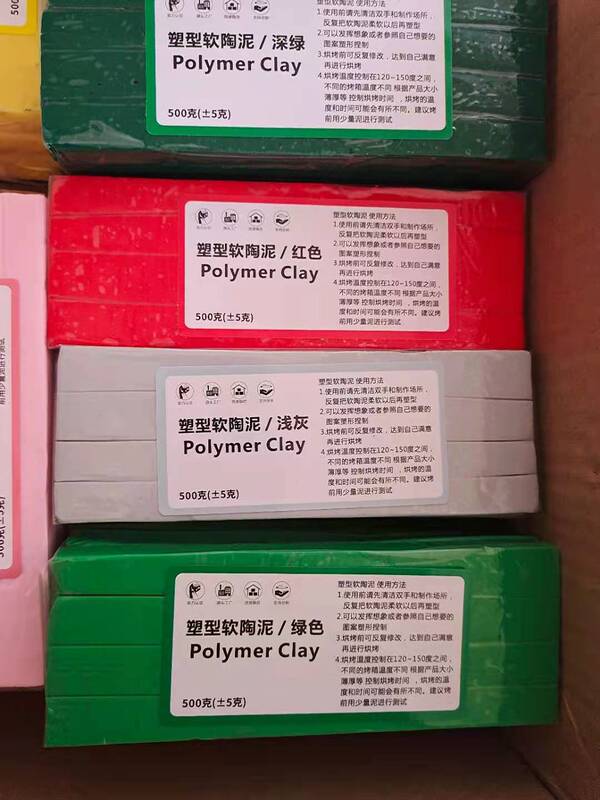 塑型软陶泥/深绿
Polymer Clay
500克(±5克)
1.使用前请先清洁双手和制作场所，
反复把软陶泥柔软以后再塑型
2.可以发挥想象或者参照自己想要的
图案塑形捏制
3.烘烤前可反复修改，达到自己满意
再进行烘烤
4.烘烤温度控制在120~150度之间，
不同的烤箱温度不同 根据产品大小
薄厚等 控制烘烤时间 ，烘烤的温
度和时间可能会有所不同。建议烤
前用少量泥进行测试
塑型软陶泥/红色
Polymer Clay
500克(±5克)
塑型软陶泥 使用方法
1.使用前请先清洁双手和制作场所，
反复把软陶泥柔软以后再塑型
2.可以发挥想象或者参照自己想要的
图案塑形捏制
3.烘烤前可反复修改，达到自己满意
再进行烘烤
4.烘烤温度控制在120~150度之间，
不同的烤箱温度不同 根据产品大小
薄厚等 控制烘烤时间 ，烘烤的温
度和时间可能会有所不同。建议烤
前用少量泥进行测试
塑型软陶泥/浅灰
Polymer Clay
500克(±5克)
塑型软陶泥 使用方法
1.使用前请先清洁双手和制作场所，
反复把软陶泥柔软以后再塑型
2.可以发挥想象或者参照自己想要的
图案塑形捏制
3.烘烤前可反复修改，达到自己满意
再进行烘烤
4.烘烤温度控制在120~150度之间，
不同的烤箱温度不同 根据产品大小
薄厚等 控制烘烤时间 ，烘烤的温
度和时间可能会有所不同。建议烤
前用少量泥进行测试
塑型软陶泥/绿色
Polymer Clay
500克(±5克)
塑型软陶泥 使用方法
1.使用前请先清洁双手和制作场所，
反复把软陶泥柔软以后再塑型
2.可以发挥想象或者参照自己想要的
图案塑形捏制
3.烘烤前可反复修改，达到自己满意
再进行烘烤
4.烘烤温度控制在120~150度之间，
不同的烤箱温度不同 根据产品大小
薄厚等 控制烘烤时间 ，烘烤的温
度和时间可能会有所不同。建议烤
前用少量泥进行测试
前用少量泥进行测试
500克(±5克)